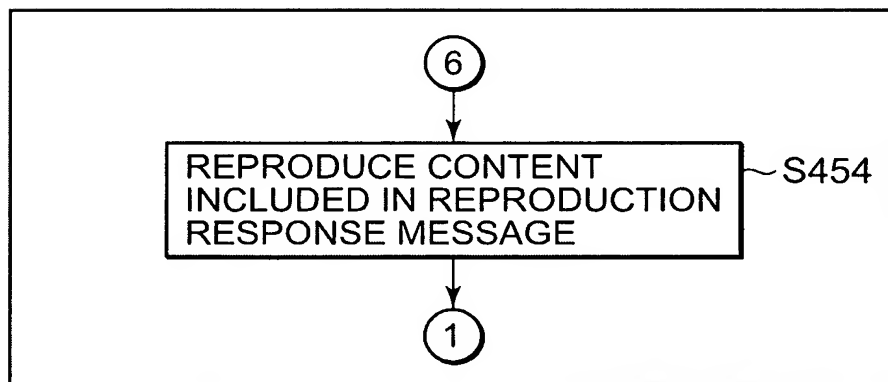 6
REPRODUCE CONTENT
INCLUDED IN REPRODUCTION
RESPONSE MESSAGE
S454
1